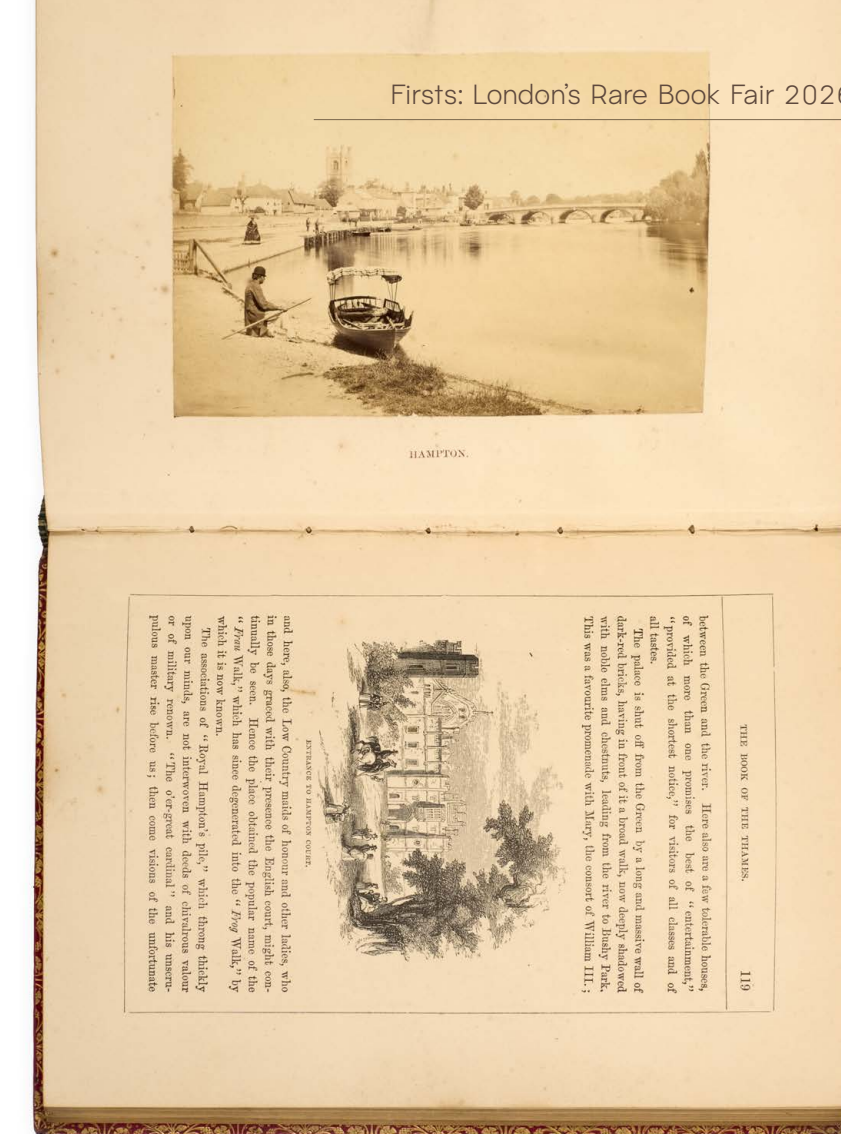 Firsts: London's Rare Book Fair 2026
HAMPTON.
THE BOOK OF THE THAMES.
119
between the Green and the river. Here also are a few tolerable houses,
of which more than one promises the best of “entertainment,”
“provided at the shortest notice,” for visitors of all classes and of
all tastes.
The palace is shut off from the Green by a long and massive wall of
dark-red bricks, having in front of it a broad walk, now deeply shadowed
with noble elms and chestnuts, leading from the river to Bushy Park.
This was a favourite promenade with Mary, the consort of William III. ;
ENTRANCE TO HAMPTON COURT.
and here, also, the Low Country maids of honour and other ladies, who
in those days graced with their presence the English court, might con-
tinually be seen. Hence the place obtained the popular name of the
“Frau Walk,” which has since degenerated into the “Frog Walk,” by
which it is now known.
The associations of “Royal Hampton’s pile,” which throng thickly
upon our minds, are not interwoven with deeds of chivalrous valour
or of military renown. “The o’er-great cardinal” and his unscru-
pulous master rise before us; then come visions of the unfortunate